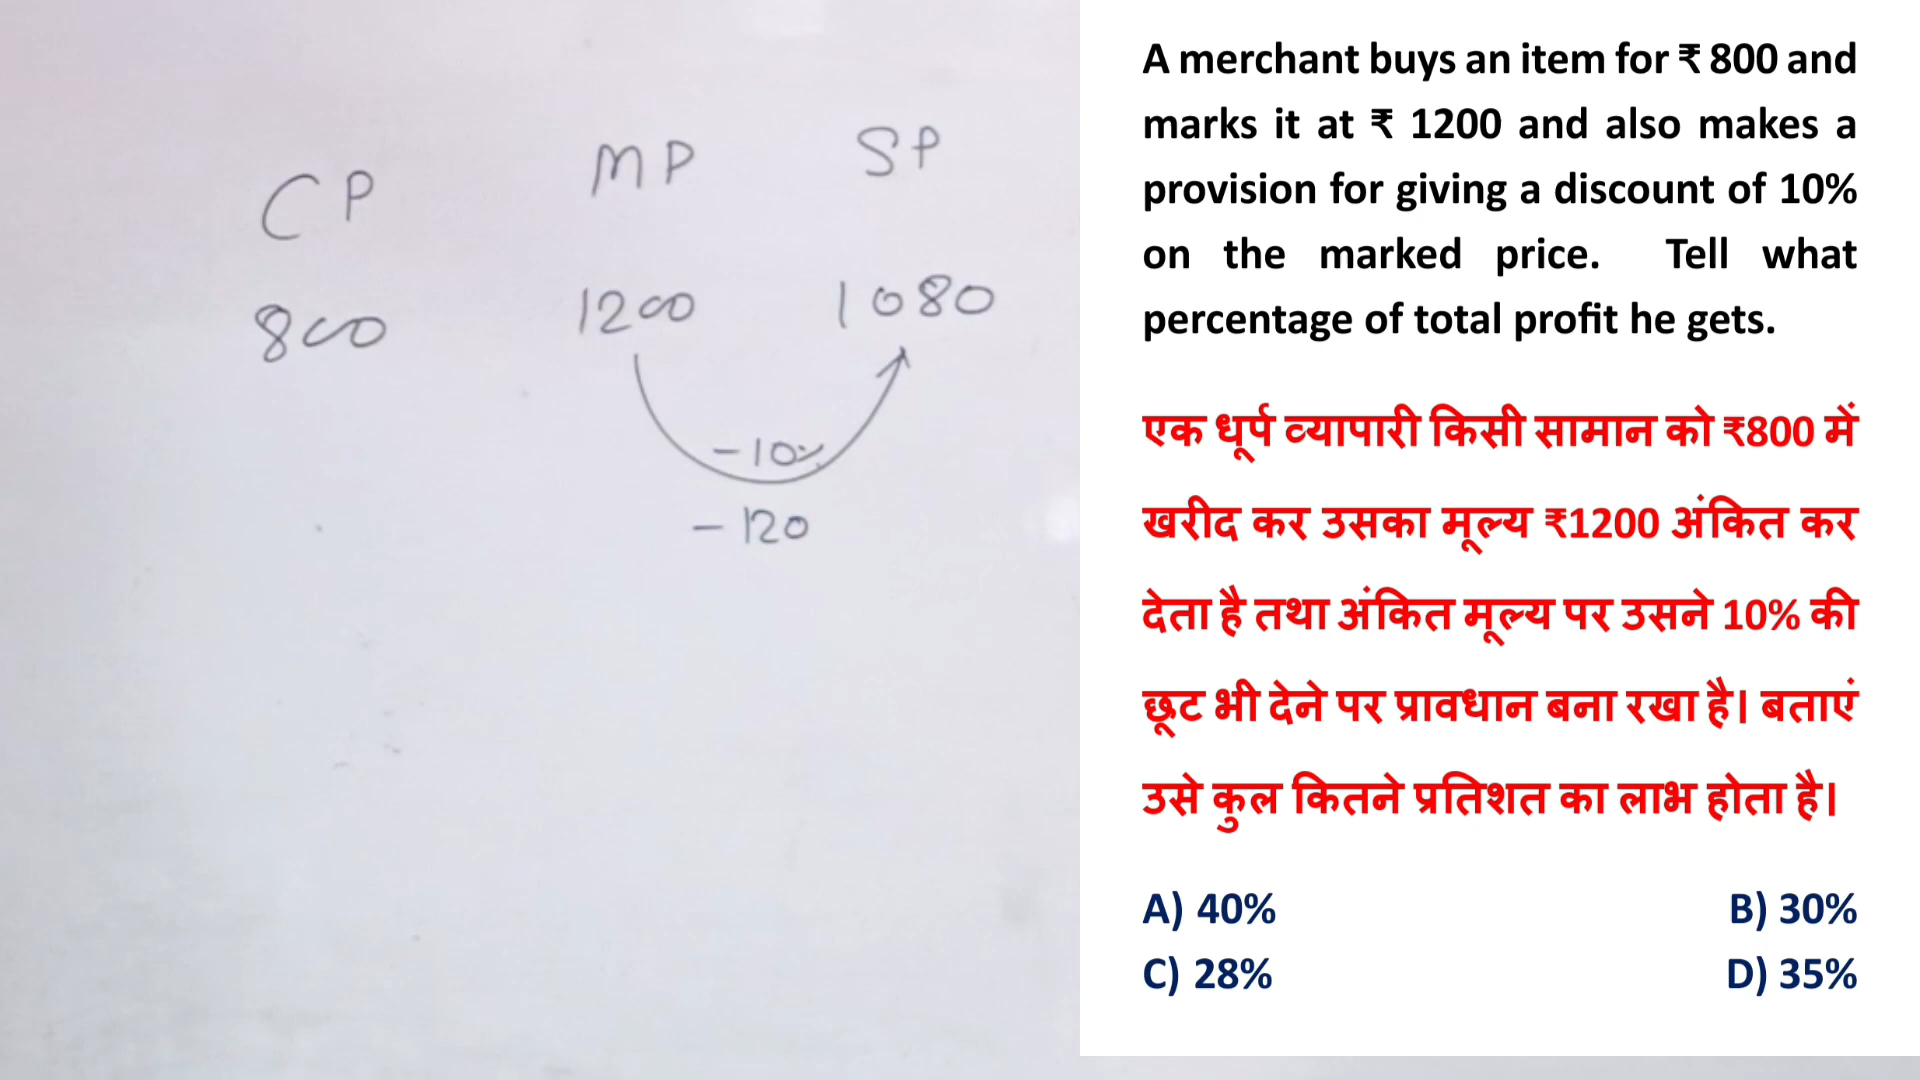 CP MP SP
800 1200 1080
-10%
-120
A merchant buys an item for ₹ 800 and
marks it at ₹ 1200 and also makes a
provision for giving a discount of 10%
on the marked price. Tell what
percentage of total profit he gets.
एक धूर्प व्यापारी किसी सामान को ₹800 में
खरीद कर उसका मूल्य ₹1200 अंकित कर
देता है तथा अंकित मूल्य पर उसने 10% की
छूट भी देने पर प्रावधान बना रखा है। बताएं
उसे कुल कितने प्रतिशत का लाभ होता है।
A) 40% B) 30%
C) 28% D) 35%